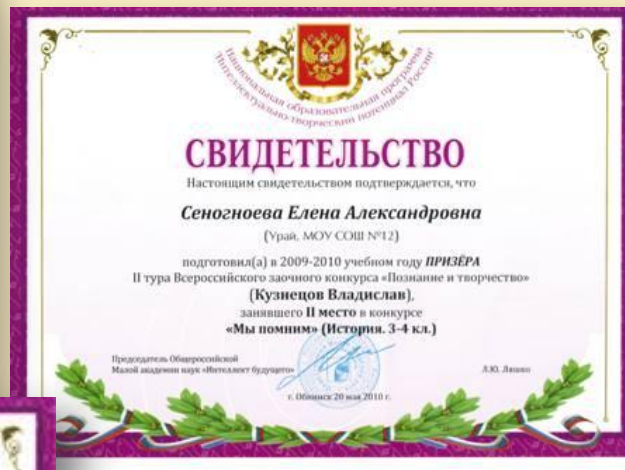 Национальная образовательная программа
"Интеллектуально-творческий потенциал России"
СВИДЕТЕЛЬСТВО
Настоящим свидетельством подтверждается, что
Сеногноева Елена Александровна
(Урай, МОУ СОШ №12)
подготовил(а) в 2009-2010 учебном году ПРИЗЁРА
II тура Всероссийского заочного конкурса «Познание и творчество»
(Кузнецов Владислав),
занявшего II место в конкурсе
«Мы помним» (История. 3-4 кл.)
Председатель Общероссийской
Малой академии наук «Интеллект будущего»
Л.Ю. Ляшко
г. Обнинск 20 мая 2010 г.